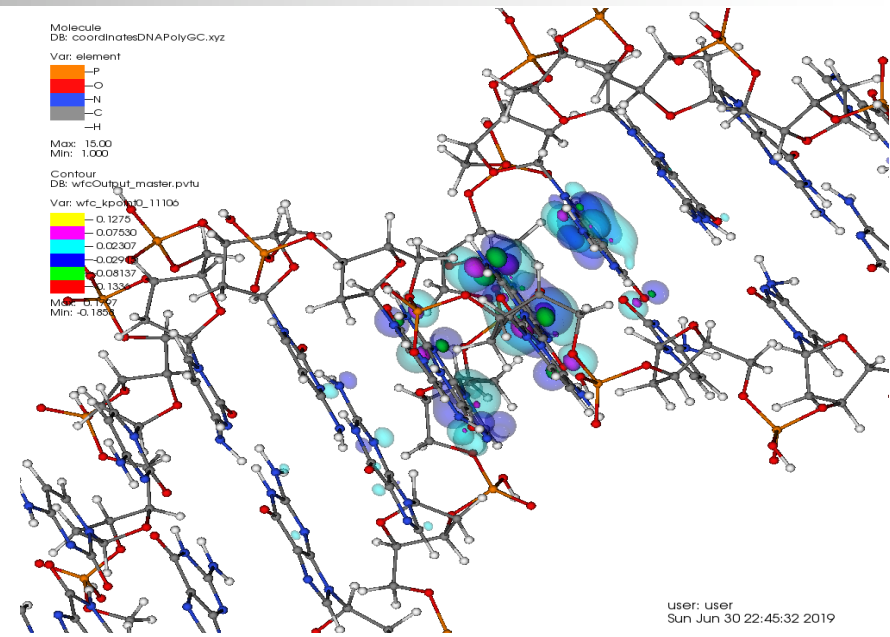 Molecule
DB: coordinatesDNAPolyGC.xyz
Var: element
P
O
N
C
H
Max: 15.00
Min: 1.000
Contour
DB: wfcOutput_master.pvtu
Var: wfc_kpoint0_11106
0.1275
0.07530
0.02307
0.08137
Min: -0.1858
user: user
Sun Jun 30 22:45:32 2019